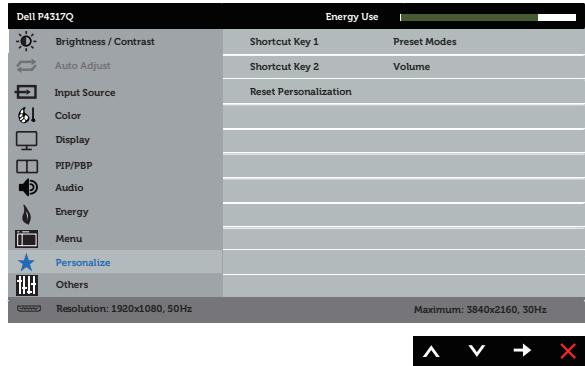 Dell P4317Q Energy Use
Brightness / Contrast Shortcut Key 1 Preset Modes
Auto Adjust Shortcut Key 2 Volume
Input Source Reset Personalization
Color
Display
PIP/PBP
Audio
Energy
Menu
Personalize
Others
Resolution: 1920x1080, 50Hz Maximum: 3840x2160, 30Hz